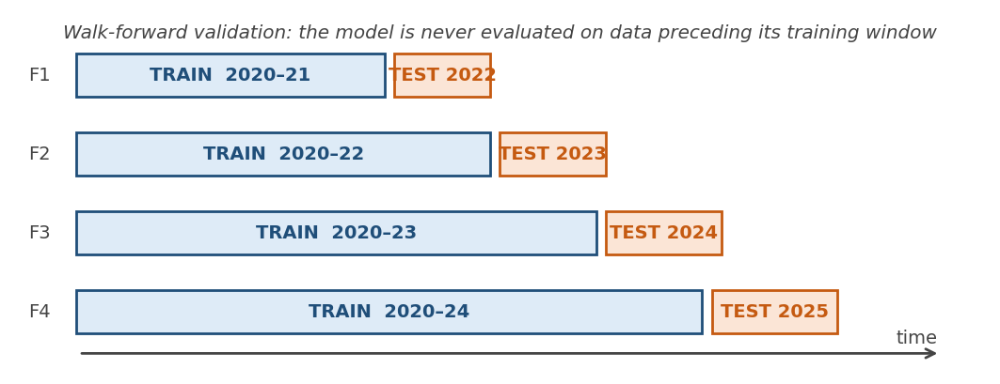 Walk-forward validation: the model is never evaluated on data preceding its training window
F1 TRAIN 2020–21 TEST 2022
F2 TRAIN 2020–22 TEST 2023
F3 TRAIN 2020–23 TEST 2024
F4 TRAIN 2020–24 TEST 2025
time